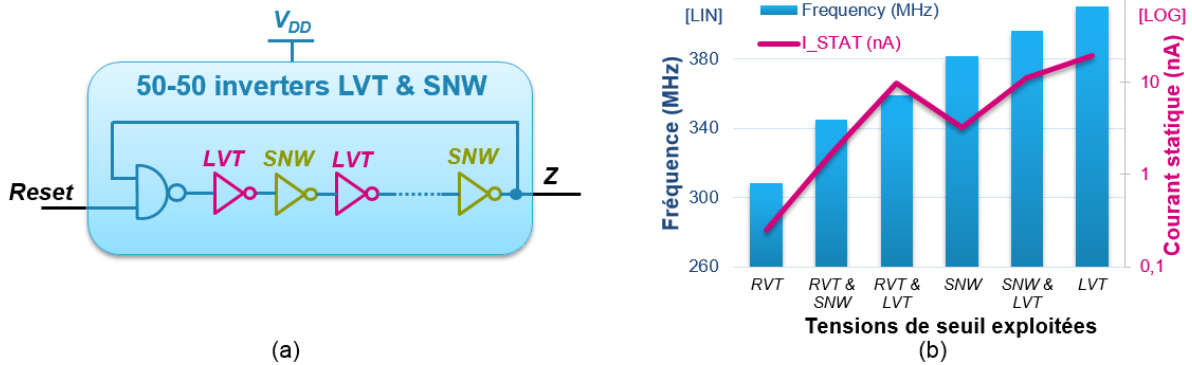 V_DD
50-50 inverters LVT & SNW
LVT
SNW
LVT
SNW
Z
Reset
(a)
[LIN]
Frequency (MHz)
I_STAT (nA)
[LOG]
Fréquence (MHz)
380
340
300
260
Courant statique (nA)
10
1
0,1
RVT
RVT & SNW
RVT & LVT
SNW
SNW & LVT
LVT
Tensions de seuil exploitées
(b)